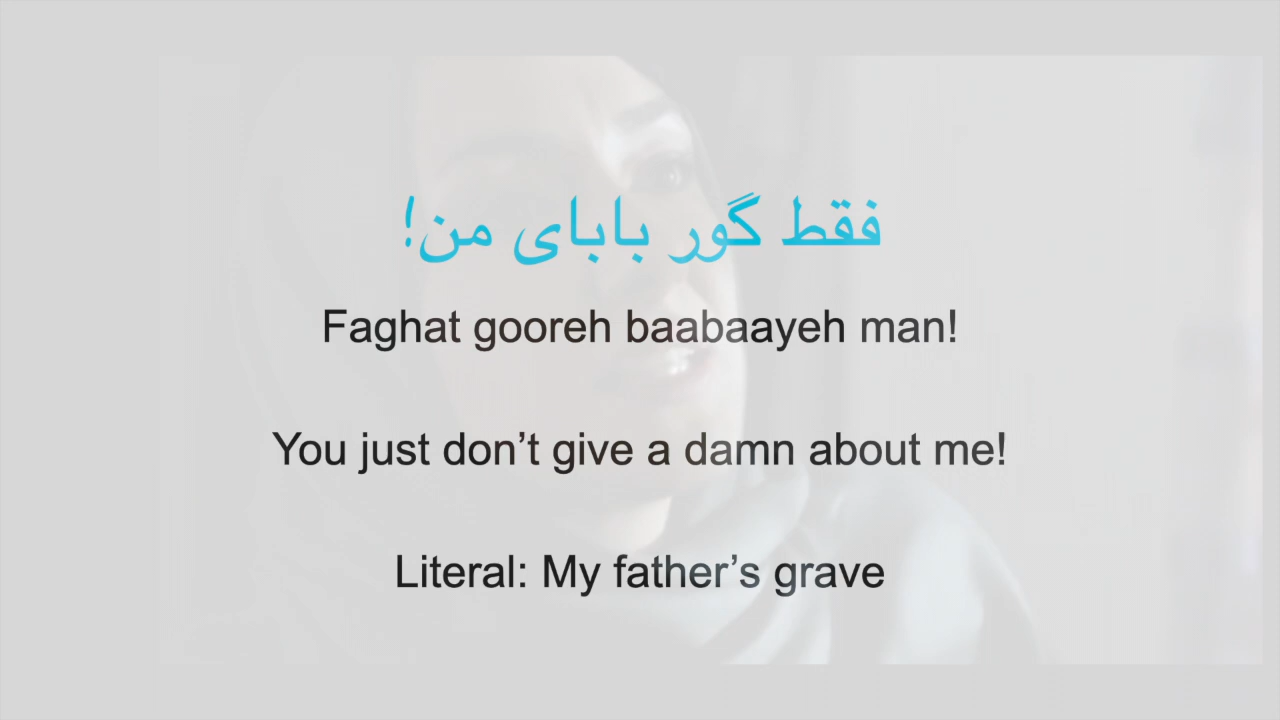 فقط گور بابای من!
Faghat gooreh baabaayeh man!
You just don’t give a damn about me!
Literal: My father’s grave